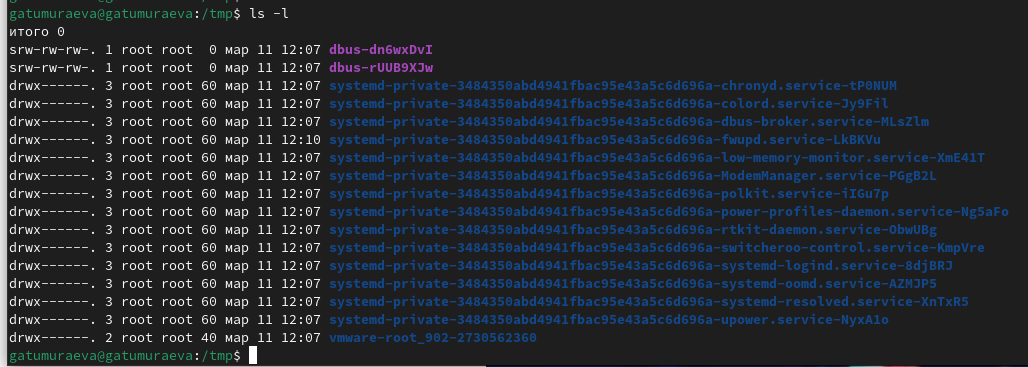 gatumuraeva@gatumuraeva:/tmp$ ls -l
итого 0
srw-rw-rw-. 1 root root  0 мар 11 12:07 dbus-dn6wxDvI
srw-rw-rw-. 1 root root  0 мар 11 12:07 dbus-rUUB9XJw
drwx------. 3 root root 60 мар 11 12:07 systemd-private-3484350abd4941fbac95e43a5c6d696a-chronyd.service-tP0NUM
drwx------. 3 root root 60 мар 11 12:07 systemd-private-3484350abd4941fbac95e43a5c6d696a-colord.service-Jy9Fil
drwx------. 3 root root 60 мар 11 12:07 systemd-private-3484350abd4941fbac95e43a5c6d696a-dbus-broker.service-MLsZlm
drwx------. 3 root root 60 мар 11 12:10 systemd-private-3484350abd4941fbac95e43a5c6d696a-fwupd.service-LkBKVu
drwx------. 3 root root 60 мар 11 12:07 systemd-private-3484350abd4941fbac95e43a5c6d696a-low-memory-monitor.service-XmE41T
drwx------. 3 root root 60 мар 11 12:07 systemd-private-3484350abd4941fbac95e43a5c6d696a-ModemManager.service-PGgB2L
drwx------. 3 root root 60 мар 11 12:07 systemd-private-3484350abd4941fbac95e43a5c6d696a-polkit.service-iIGu7p
drwx------. 3 root root 60 мар 11 12:07 systemd-private-3484350abd4941fbac95e43a5c6d696a-power-profiles-daemon.service-Ng5aFo
drwx------. 3 root root 60 мар 11 12:07 systemd-private-3484350abd4941fbac95e43a5c6d696a-rtkit-daemon.service-ObwUBg
drwx------. 3 root root 60 мар 11 12:07 systemd-private-3484350abd4941fbac95e43a5c6d696a-switcheroo-control.service-KmpVre
drwx------. 3 root root 60 мар 11 12:07 systemd-private-3484350abd4941fbac95e43a5c6d696a-systemd-logind.service-8djBRJ
drwx------. 3 root root 60 мар 11 12:07 systemd-private-3484350abd4941fbac95e43a5c6d696a-systemd-oomd.service-AZMJP5
drwx------. 3 root root 60 мар 11 12:07 systemd-private-3484350abd4941fbac95e43a5c6d696a-systemd-resolved.service-XnTxR5
drwx------. 3 root root 60 мар 11 12:07 systemd-private-3484350abd4941fbac95e43a5c6d696a-upower.service-NyxA1o
drwx------. 2 root root 40 мар 11 12:07 vmware-root_902-2730562360
gatumuraeva@gatumuraeva:/tmp$